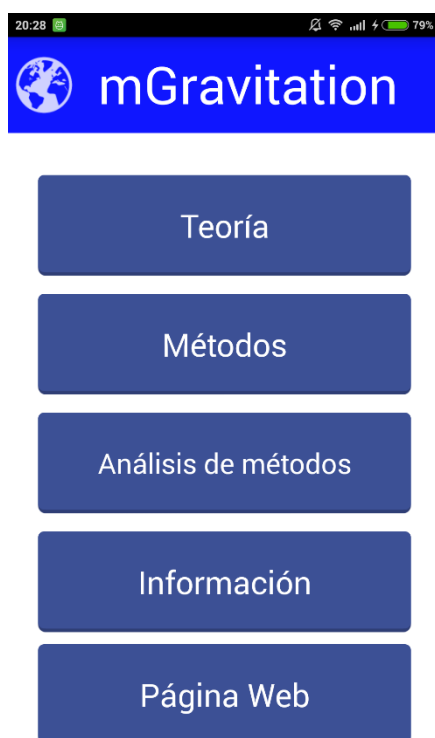 20:28 79%
mGravitation
Teoría
Métodos
Análisis de métodos
Información
Página Web